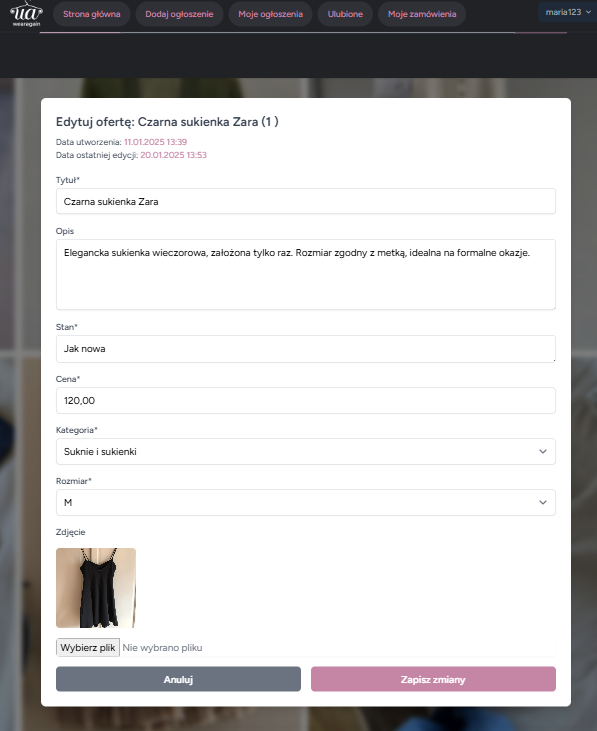 ua
wearagain
Strona główna
Dodaj ogłoszenie
Moje ogłoszenia
Ulubione
Moje zamówienia
maria123
Edytuj ofertę: Czarna sukienka Zara (1 )
Data utworzenia: 11.01.2025 13:39
Data ostatniej edycji: 20.01.2025 13:53
Tytuł*
Czarna sukienka Zara
Opis
Elegancka sukienka wieczorowa, założona tylko raz. Rozmiar zgodny z metką, idealna na formalne okazje.
Stan*
Jak nowa
Cena*
120,00
Kategoria*
Suknie i sukienki
Rozmiar*
M
Zdjęcie
Wybierz plik Nie wybrano pliku
Anuluj
Zapisz zmiany